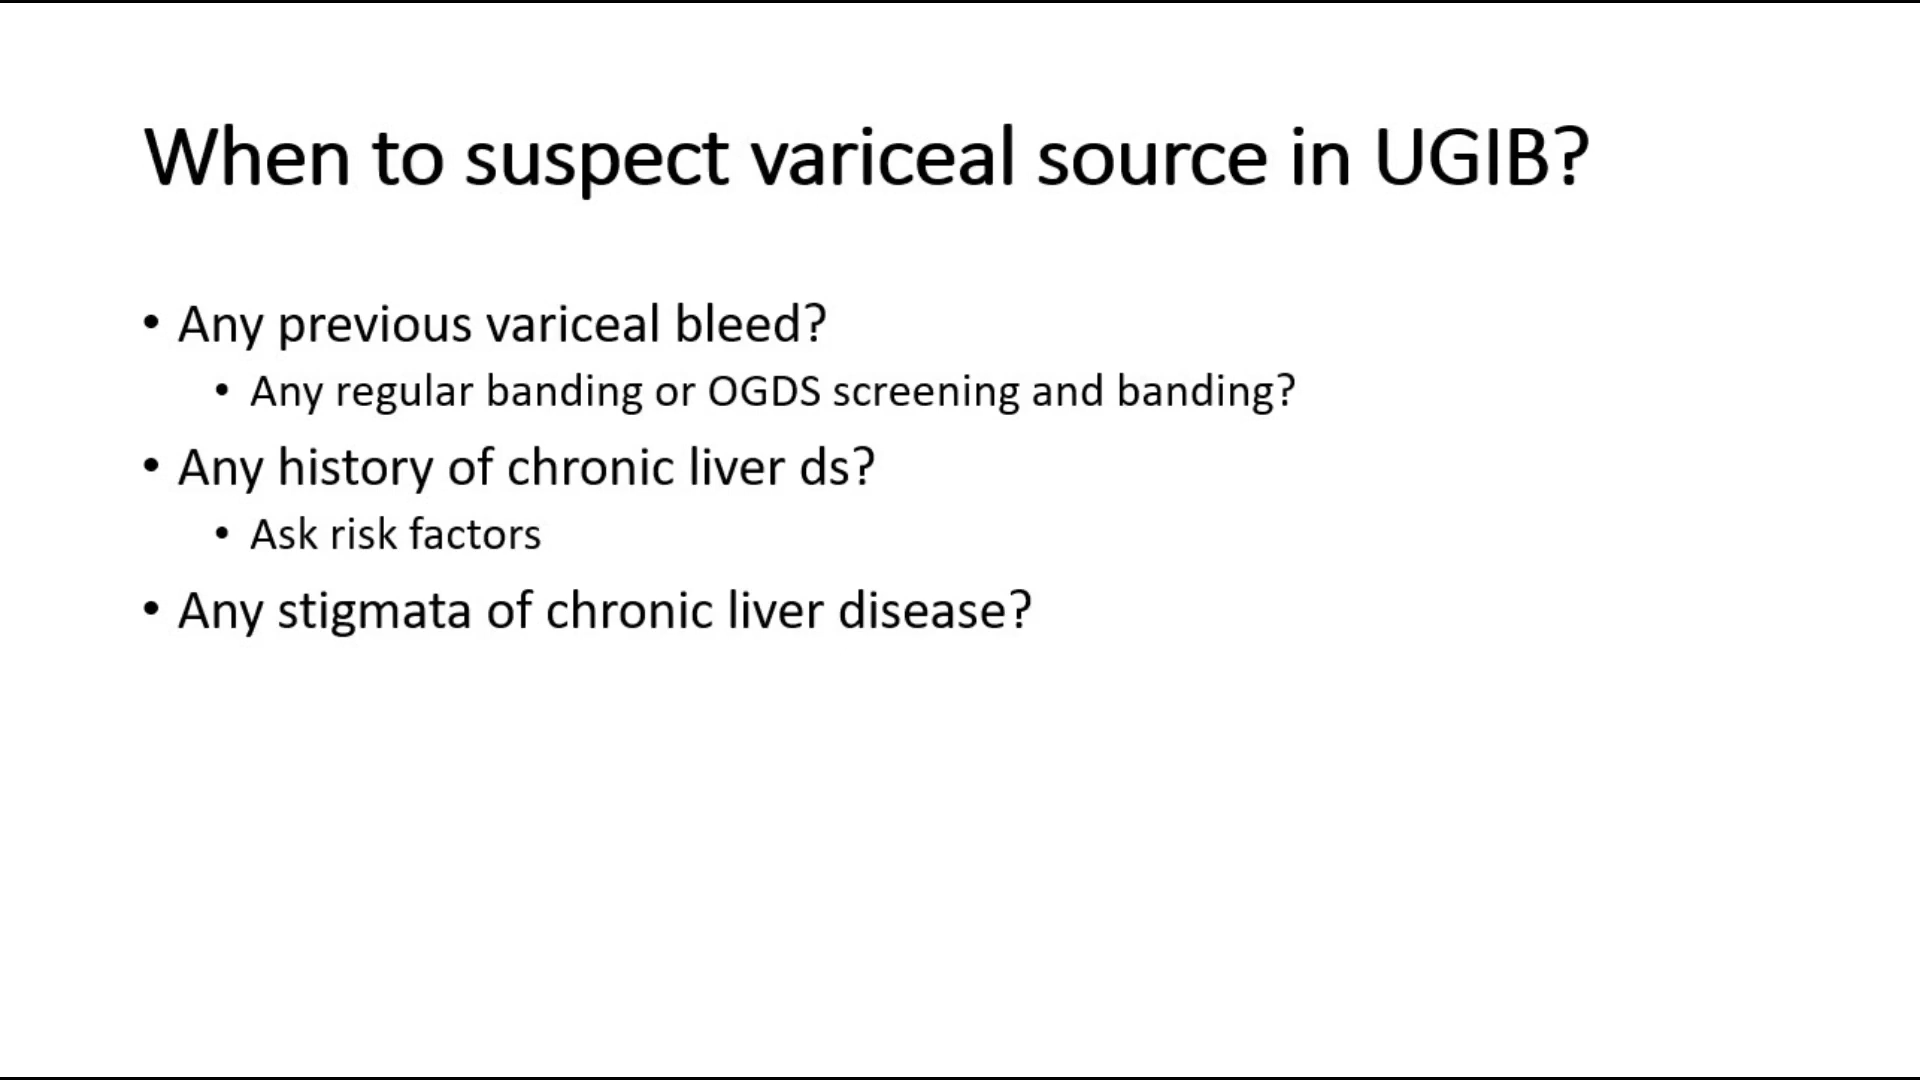 When to suspect variceal source in UGIB?
• Any previous variceal bleed?
• Any regular banding or OGDS screening and banding?
• Any history of chronic liver ds?
• Ask risk factors
• Any stigmata of chronic liver disease?